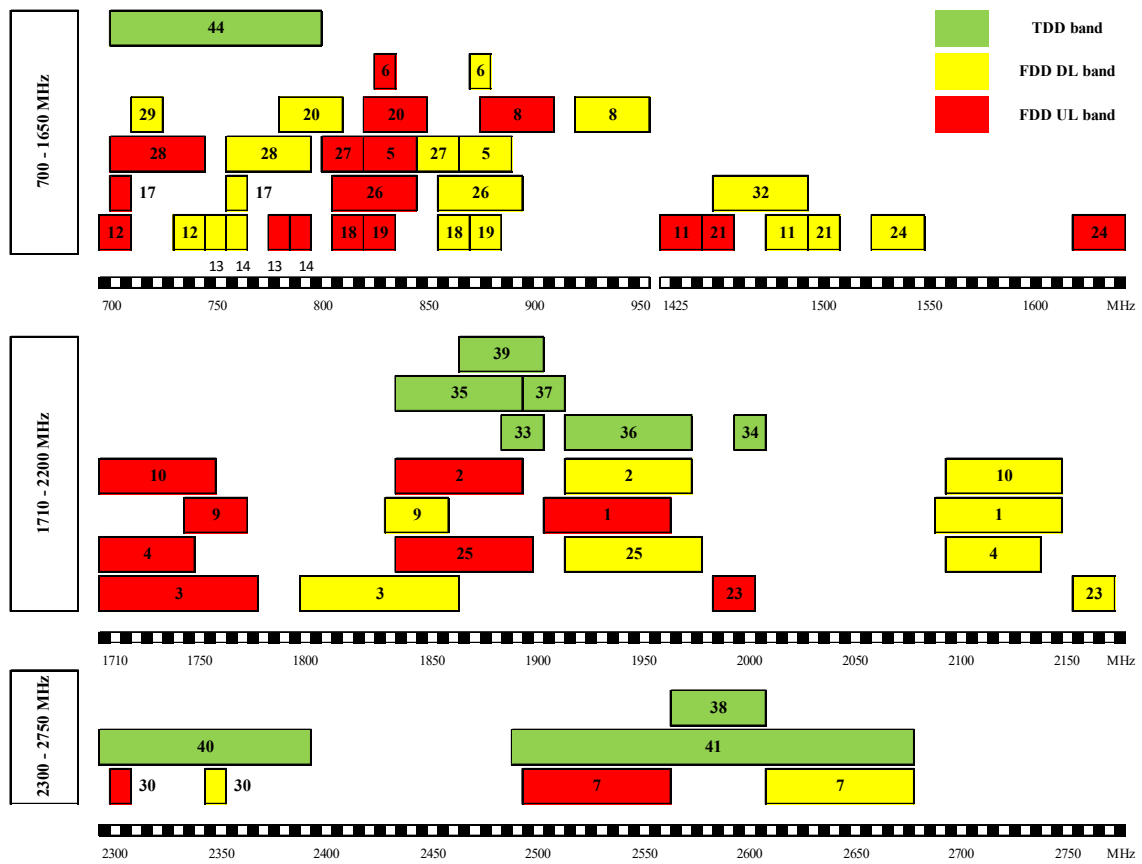 700 - 1650 MHz
44
TDD band
6 6
FDD DL band
29 20 20 8 8
FDD UL band
28 28 27 5 27 5
17 17 26 26 32
12 12 18 19 18 19 11 21 11 21 24 24
13 14 13 14
700 750 800 850 900 950 1425 1500 1550 1600 MHz
1710 - 2200 MHz
39
35 37
33 36 34
10 2 2 10
9 9 1 1
4 25 25 4
3 3 23 23
1710 1750 1800 1850 1900 1950 2000 2050 2100 2150 MHz
2300 - 2750 MHz
38
40 41
30 30 7 7
2300 2350 2400 2450 2500 2550 2600 2650 2700 2750 MHz